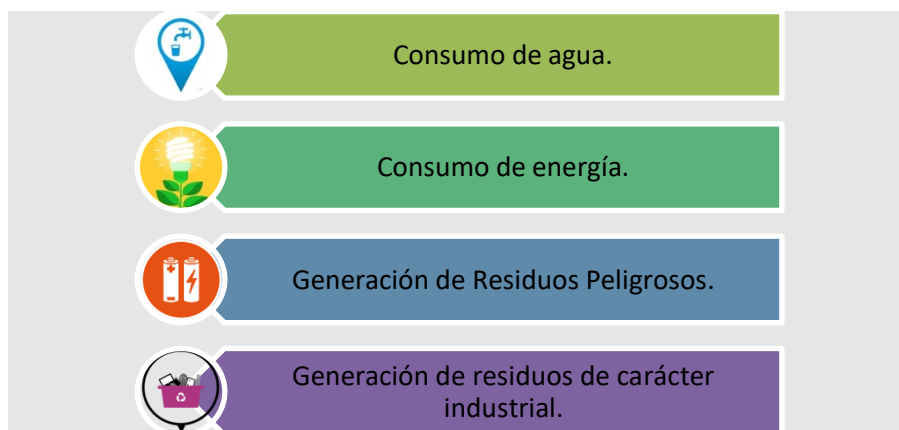 Consumo de agua.
Consumo de energía.
Generación de Residuos Peligrosos.
Generación de residuos de carácter
industrial.